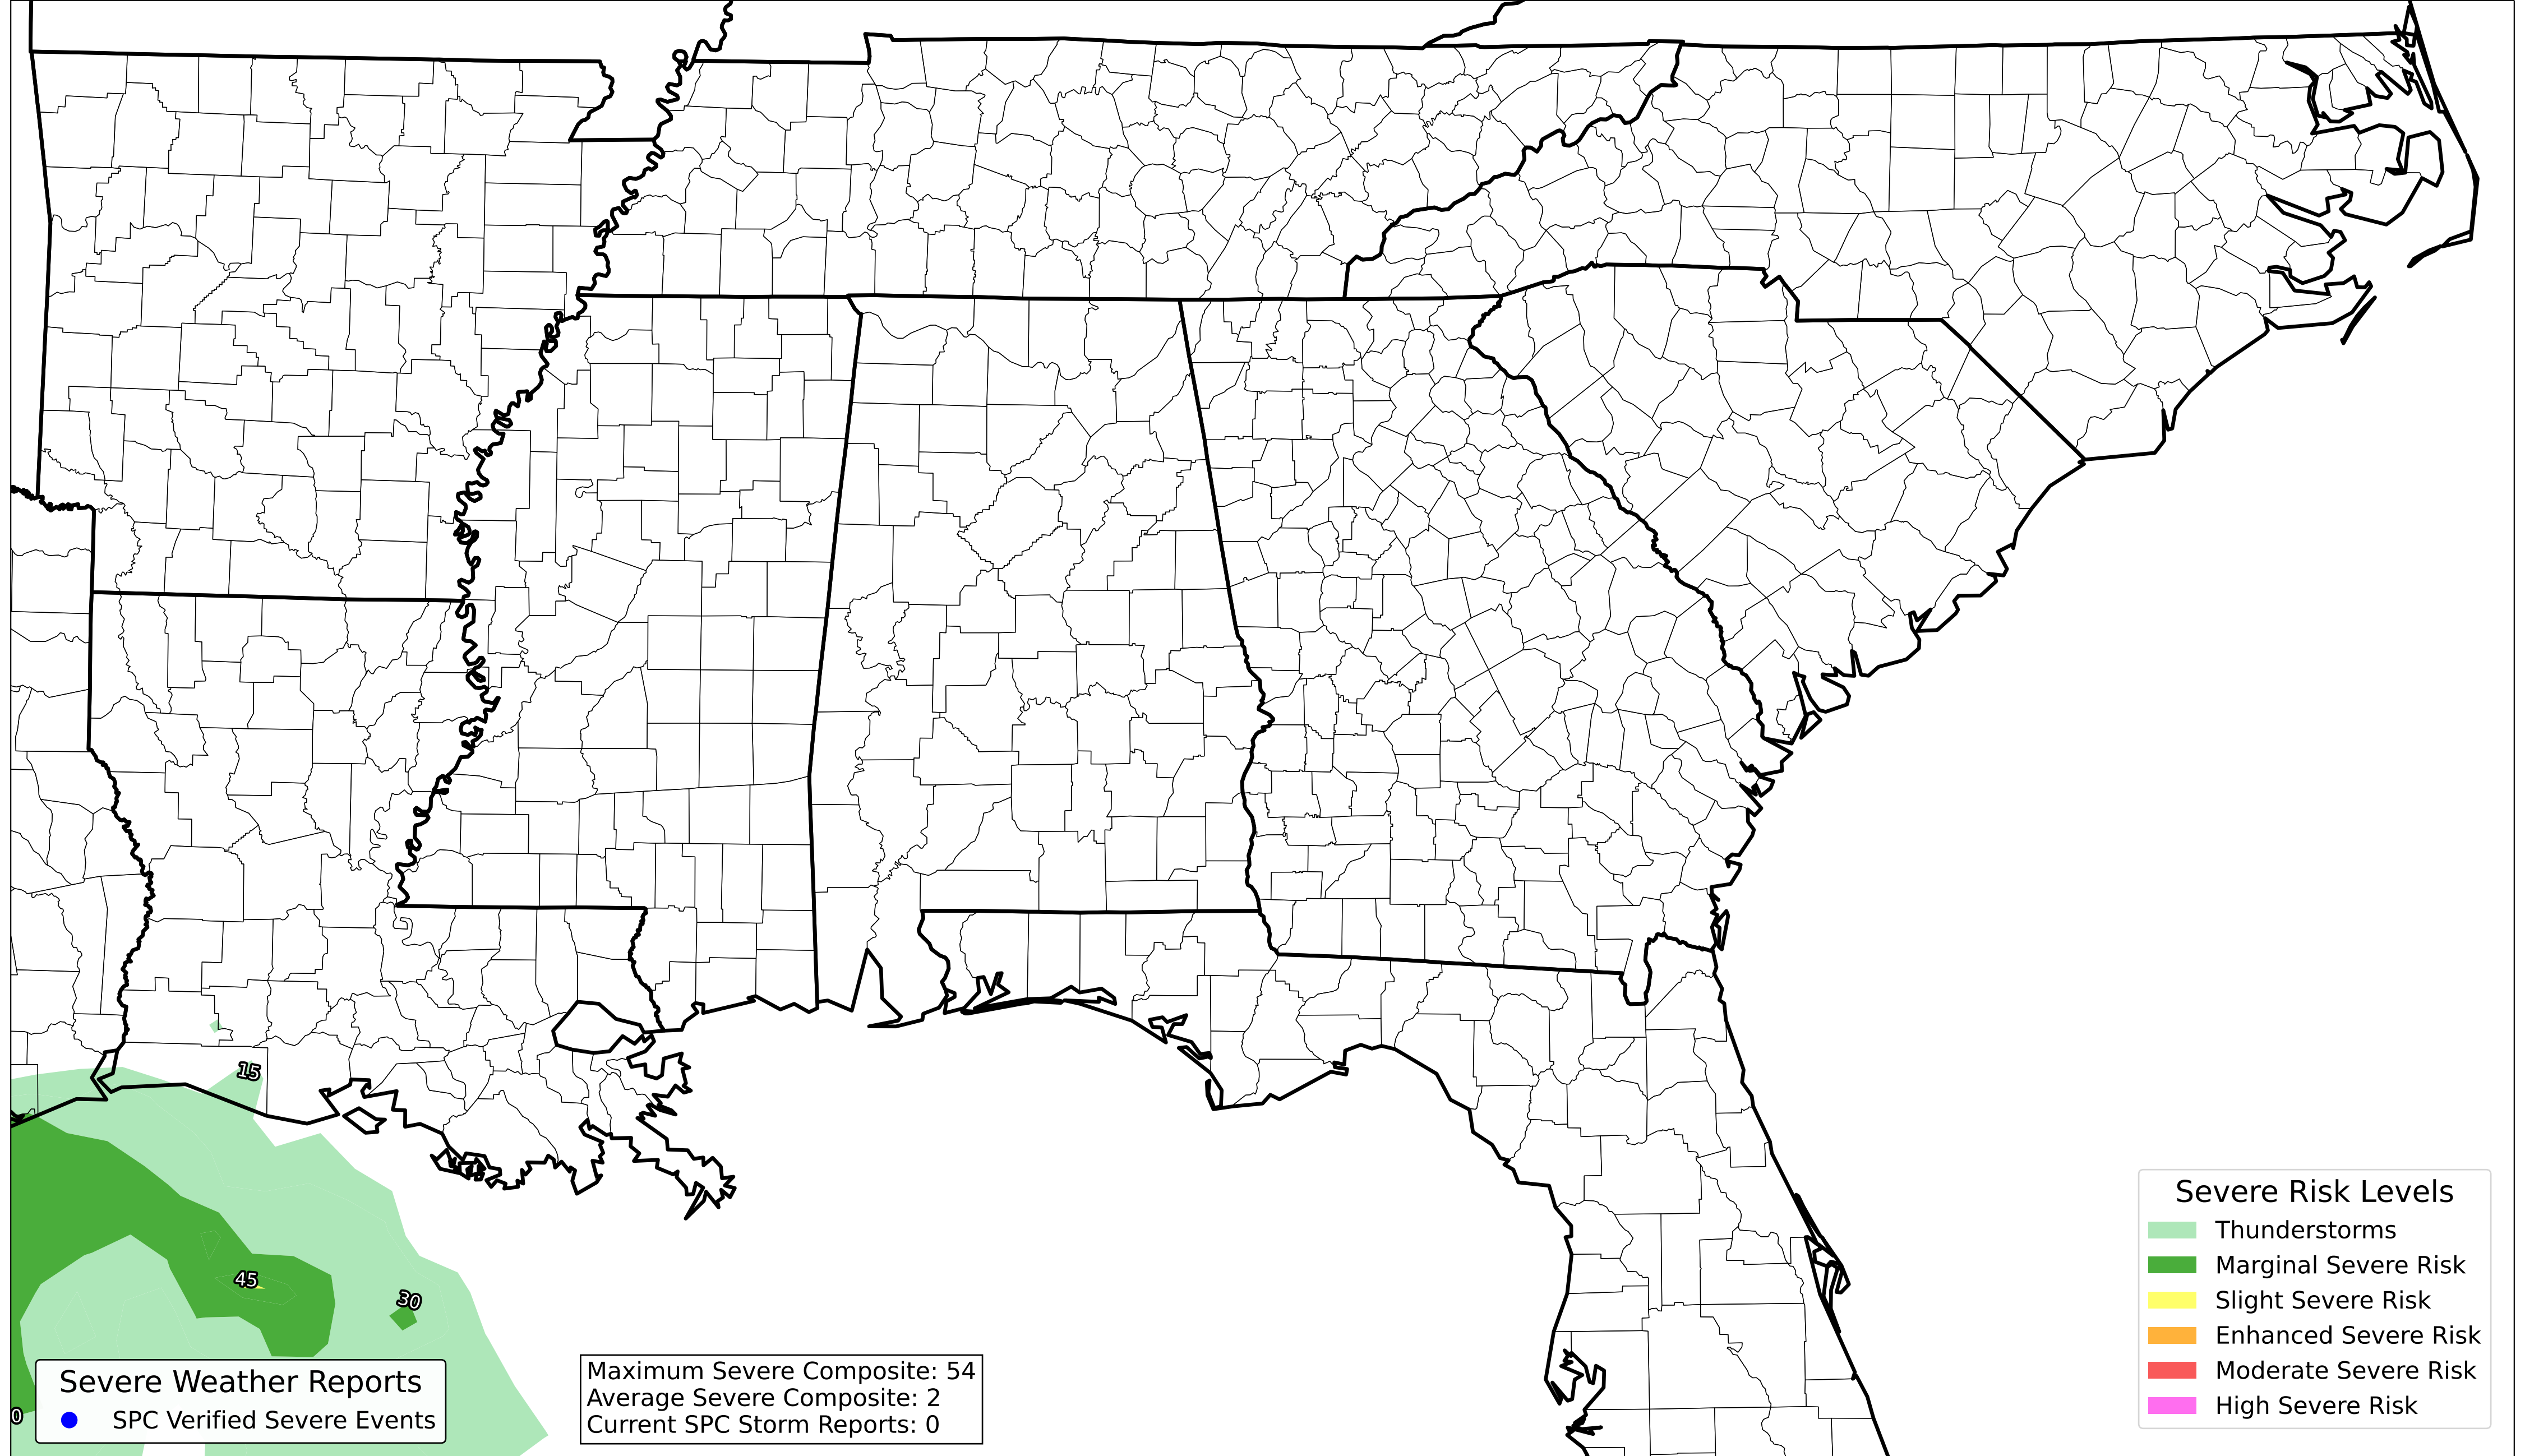 15
45
30
0
Severe Weather Reports
SPC Verified Severe Events
Maximum Severe Composite: 54
Average Severe Composite: 2
Current SPC Storm Reports: 0
Severe Risk Levels
Thunderstorms
Marginal Severe Risk
Slight Severe Risk
Enhanced Severe Risk
Moderate Severe Risk
High Severe Risk